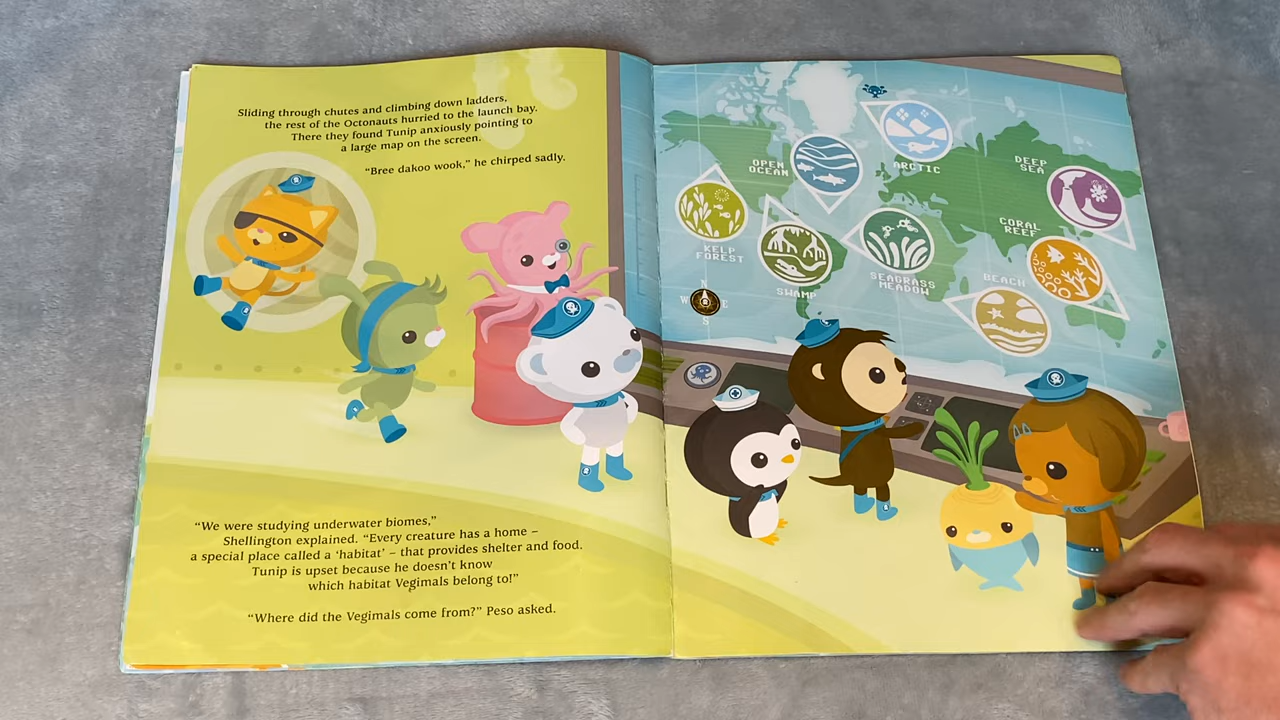 Sliding through chutes and climbing down ladders,
the rest of the Octonauts hurried to the launch bay.
There they found Tunip anxiously pointing to
a large map on the screen.
“Bree dakoo wook,” he chirped sadly.
“We were studying underwater biomes,”
Shellington explained. “Every creature has a home –
a special place called a ‘habitat’ – that provides shelter and food.
Tunip is upset because he doesn’t know
which habitat Vegimals belong to!”
“Where did the Vegimals come from?” Peso asked.
OPEN
OCEAN
ARCTIC
DEEP
SEA
KELP
FOREST
SWAMP
SEAGRASS
MEADOW
CORAL
REEF
BEACH
N
W E
S